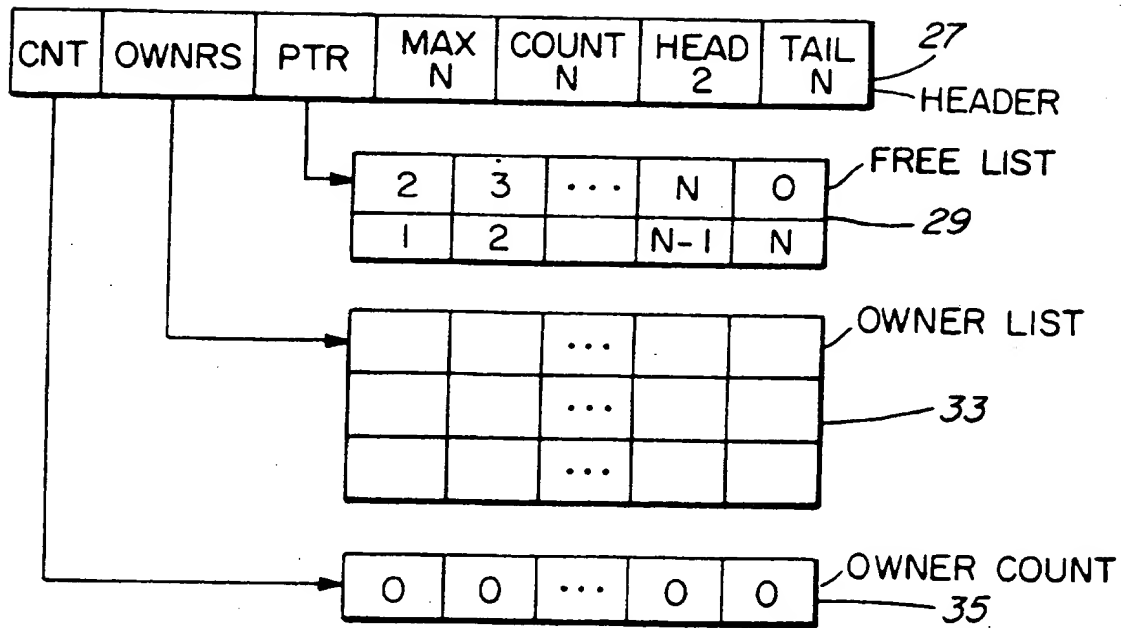 CNT OWNRS PTR MAX N COUNT N HEAD 2 TAIL N
27
HEADER
2 3 ... N 0
FREE LIST
1 2 N-1 N
29
...
OWNER LIST
...
33
...
0 0 ... 0 0
OWNER COUNT
35